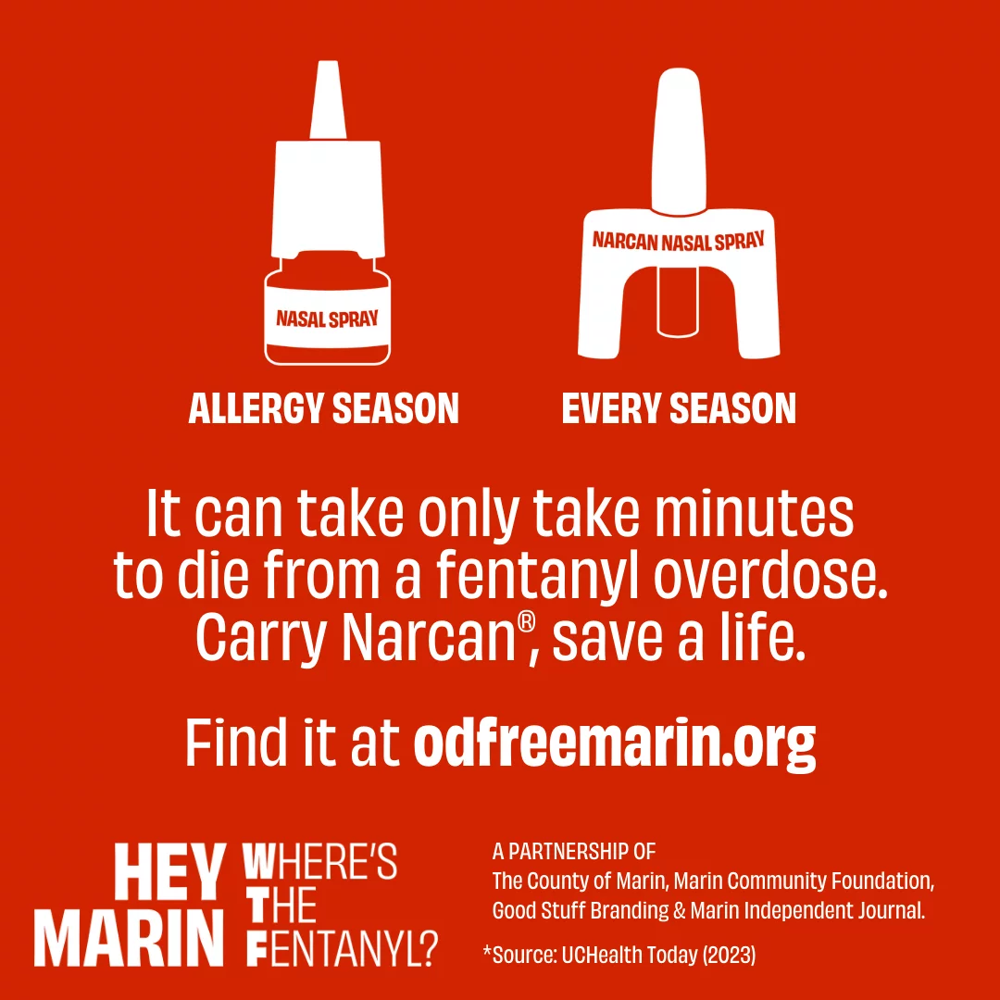 NASAL SPRAY
NARCAN NASAL SPRAY
ALLERGY SEASON
EVERY SEASON
It can take only take minutes
to die from a fentanyl overdose.
Carry Narcan®, save a life.
Find it at odfreemarin.org
HEY
MARIN
WHERE'S
THE
FENTANYL?
A PARTNERSHIP OF
The County of Marin, Marin Community Foundation,
Good Stuff Branding & Marin Independent Journal.
*Source: UCHealth Today (2023)